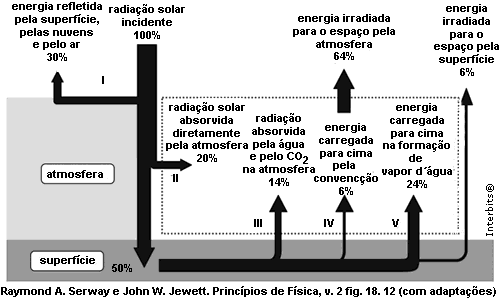 energia refletida
pela superfície,
pelas nuvens
e pelo ar
30%
radiação solar
incidente
100%
energia irradiada
para o espaço pela
atmosfera
64%
energia
irradiada
para o
espaço pela
superfície
6%
I
radiação solar
absorvida
diretamente
pela atmosfera
20%
II
radiação
absorvida
pela água
e pelo CO2
na atmosfera
14%
energia
carregada
para cima
pela
convecção
6%
energia
carregada
para cima
na formação
de
vapor d´água
24%
atmosfera
III
IV
V
superfície
50%
Interbits®
Raymond A. Serway e John W. Jewett. Princípios de Física, v. 2 fig. 18. 12 (com adaptações)